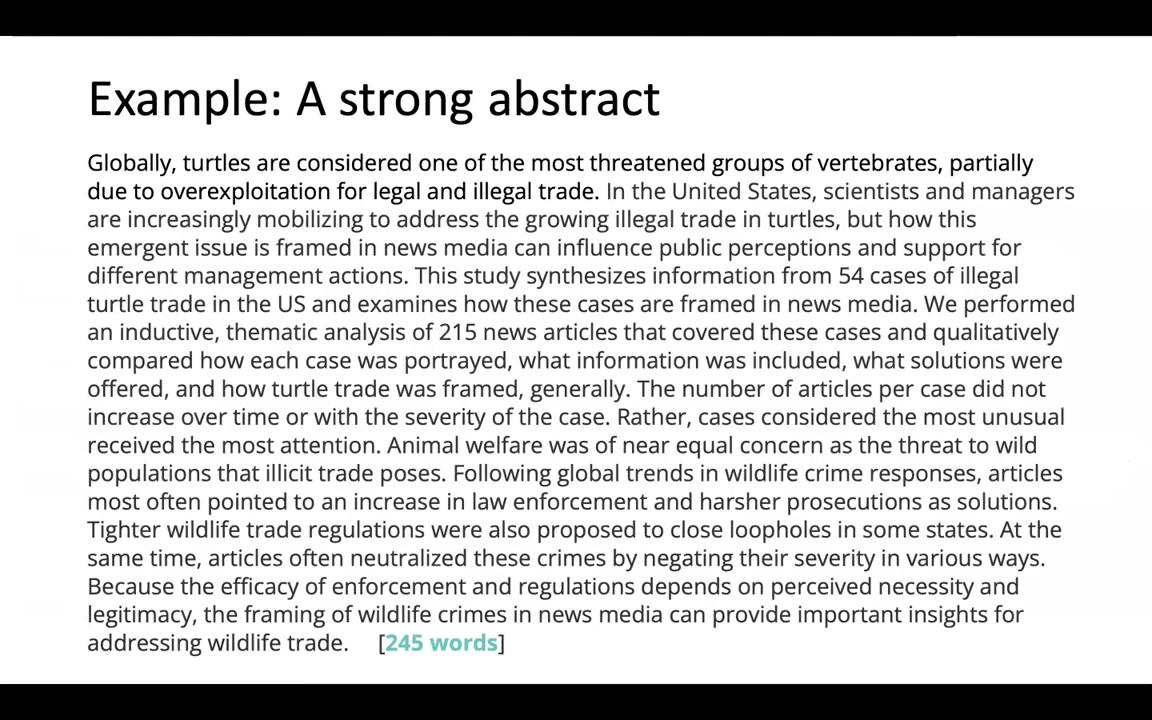 Example: A strong abstract
Globally, turtles are considered one of the most threatened groups of vertebrates, partially
due to overexploitation for legal and illegal trade. In the United States, scientists and managers
are increasingly mobilizing to address the growing illegal trade in turtles, but how this
emergent issue is framed in news media can influence public perceptions and support for
different management actions. This study synthesizes information from 54 cases of illegal
turtle trade in the US and examines how these cases are framed in news media. We performed
an inductive, thematic analysis of 215 news articles that covered these cases and qualitatively
compared how each case was portrayed, what information was included, what solutions were
offered, and how turtle trade was framed, generally. The number of articles per case did not
increase over time or with the severity of the case. Rather, cases considered the most unusual
received the most attention. Animal welfare was of near equal concern as the threat to wild
populations that illicit trade poses. Following global trends in wildlife crime responses, articles
most often pointed to an increase in law enforcement and harsher prosecutions as solutions.
Tighter wildlife trade regulations were also proposed to close loopholes in some states. At the
same time, articles often neutralized these crimes by negating their severity in various ways.
Because the efficacy of enforcement and regulations depends on perceived necessity and
legitimacy, the framing of wildlife crimes in news media can provide important insights for
addressing wildlife trade. [245 words]